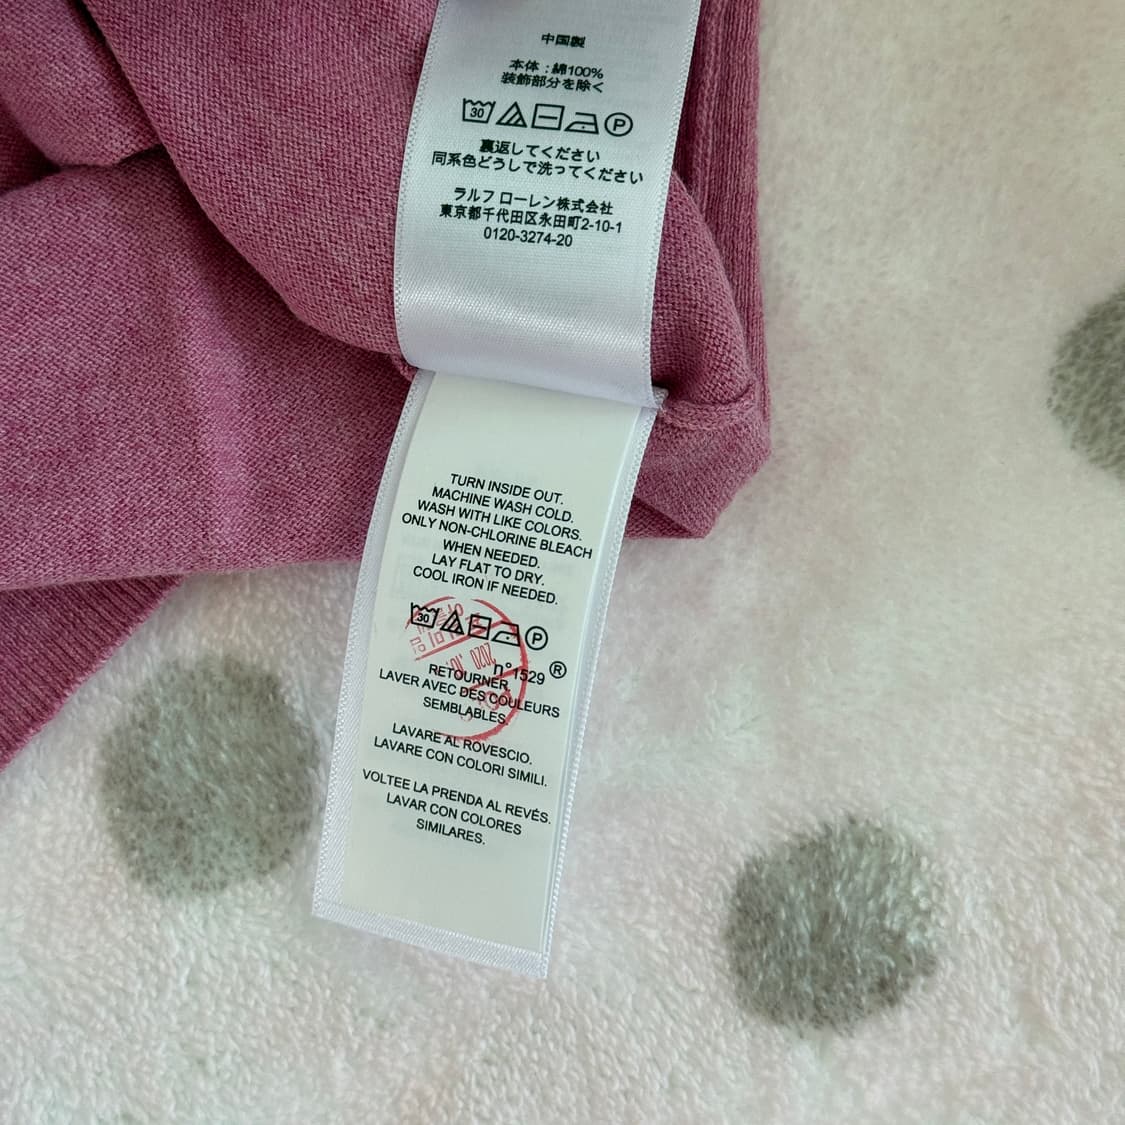 中国製
本体:綿100%
装飾部分を除く
30 P
裏返してください
同系色どうしで洗ってください
ラルフ ローレン株式会社
東京都千代田区永田町2-10-1
0120-3274-20
TURN INSIDE OUT.
MACHINE WASH COLD.
WASH WITH LIKE COLORS.
ONLY NON-CHLORINE BLEACH
WHEN NEEDED.
LAY FLAT TO DRY.
COOL IRON IF NEEDED.
30 P
2020.10.
n°1529 ®
RETOURNER
LAVER AVEC DES COULEURS
SEMBLABLES.
LAVARE AL ROVESCIO.
LAVARE CON COLORI SIMILI.
VOLTEE LA PRENDA AL REVÉS.
LAVAR CON COLORES
SIMILARES.